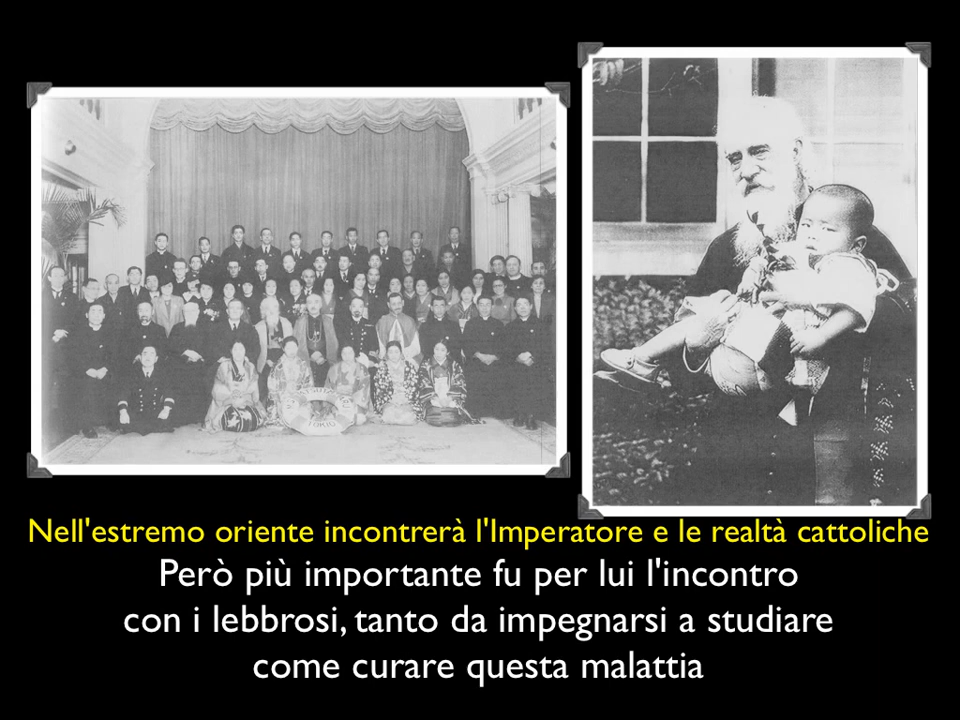 TOKIO
Nell'estremo oriente incontrerà l'Imperatore e le realtà cattoliche
Però più importante fu per lui l'incontro
con i lebbrosi, tanto da impegnarsi a studiare
come curare questa malattia